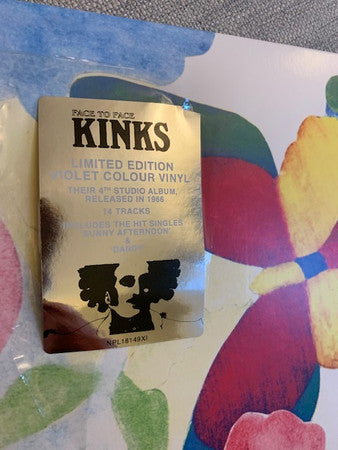 FACE TO FACE
KINKS
LIMITED EDITION
VIOLET COLOUR VINYL
THEIR 4TH STUDIO ALBUM,
RELEASED IN 1966
14 TRACKS
INCLUDES THE HIT SINGLES
'SUNNY AFTERNOON'
&
'DANDY'
NPL18149XI